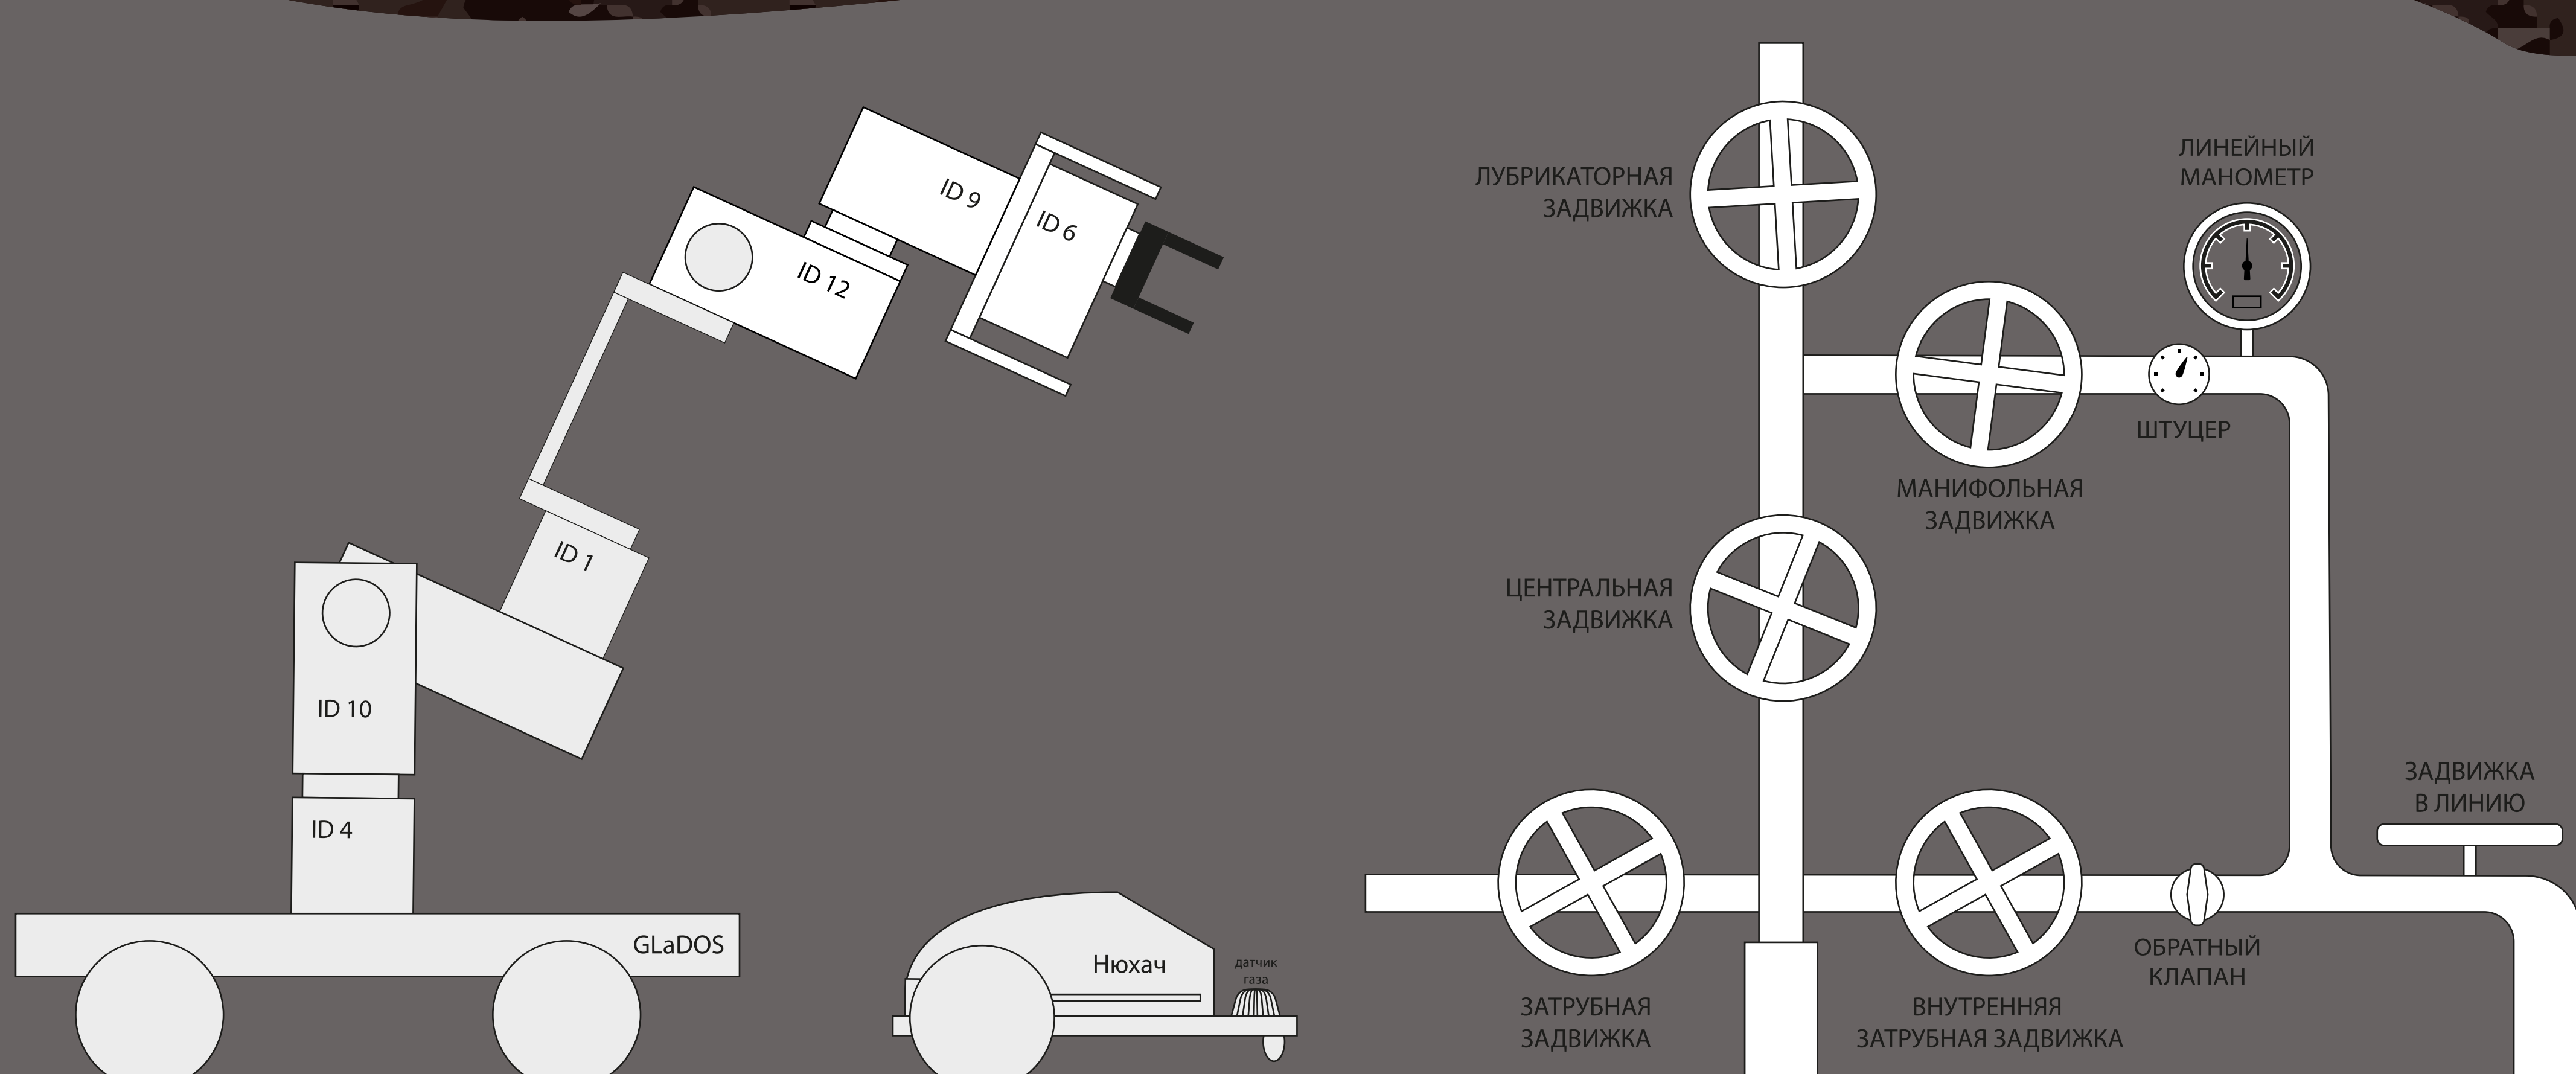 ID 9
ID 6
ID 12
ID 1
ID 10
ID 4
GLaDOS
Нюхач
датчик
газа
ЛУБРИКАТОРНАЯ
ЗАДВИЖКА
ЛИНЕЙНЫЙ
МАНОМЕТР
ШТУЦЕР
МАНИФОЛЬНАЯ
ЗАДВИЖКА
ЦЕНТРАЛЬНАЯ
ЗАДВИЖКА
ЗАДВИЖКА
В ЛИНИЮ
ОБРАТНЫЙ
КЛАПАН
ЗАТРУБНАЯ
ЗАДВИЖКА
ВНУТРЕННЯЯ
ЗАТРУБНАЯ ЗАДВИЖКА